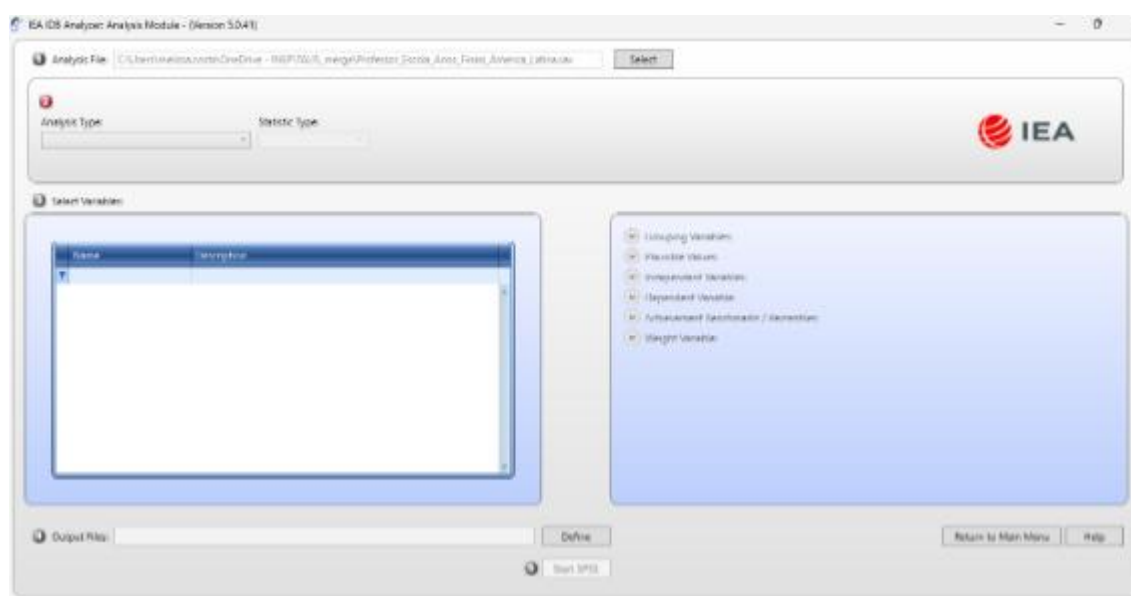 IEA IDB Analyzer: Analysis Module - (Version 5.0.41)
Analysis File: Select
Analysis Type: Statistic Type:
IEA
Select Variables
Name Description
Grouping Variables
Plausible Values
Independent Variables
Dependent Variable
Achievement Benchmarks / Percentiles
Weight Variable
Output Files: Define
Return to Main Menu Help
Start SPSS